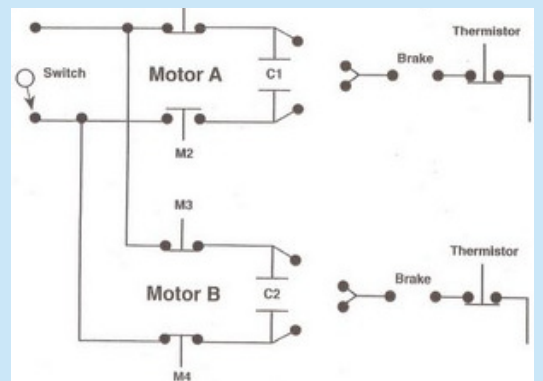 Thermistor
Brake
Switch
Motor A
C1
M2
M3
Thermistor
Brake
Motor B
C2
M4